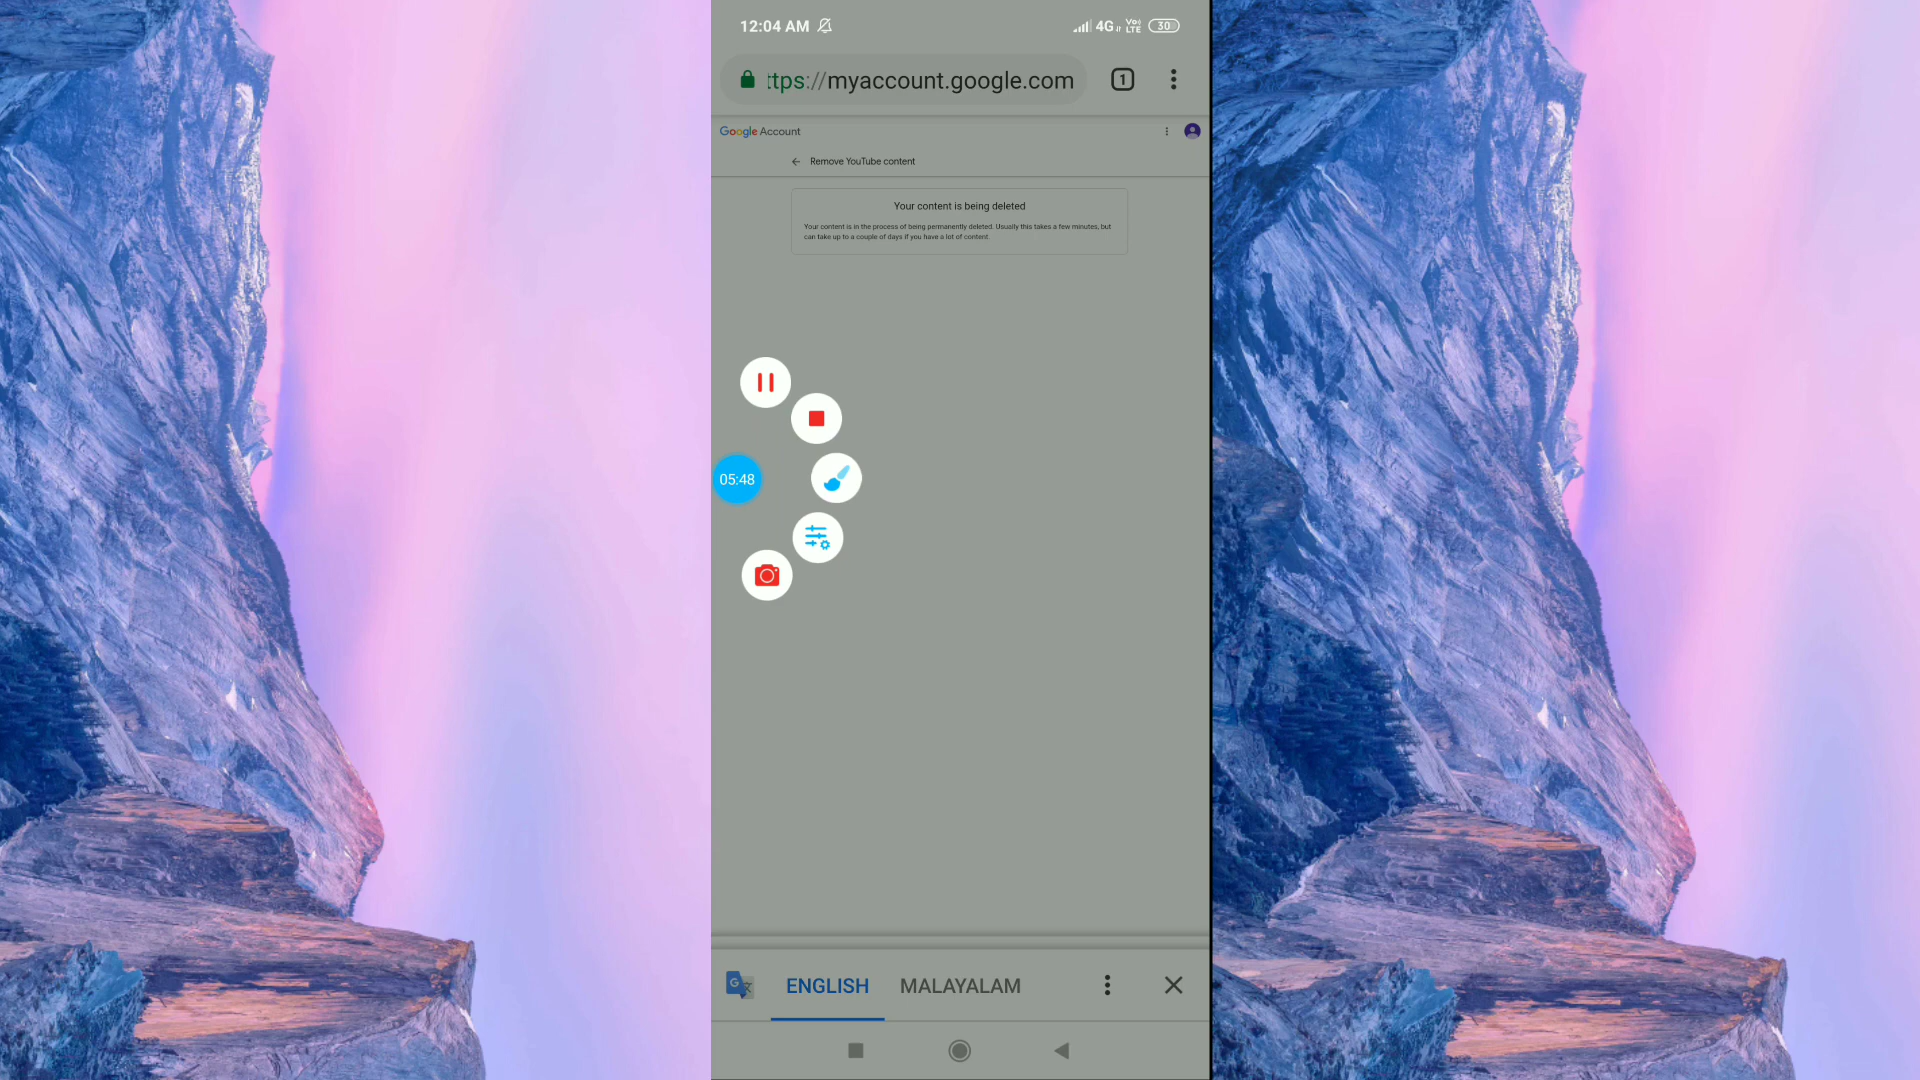 12:04 AM 4G Vo) LTE 30
ttps://myaccount.google.com 1
Google Account
Remove YouTube content
Your content is being deleted
Your content is in the process of being permanently deleted. Usually this takes a few minutes, but
can take up to a couple of days if you have a lot of content.
05:48
G ENGLISH MALAYALAM